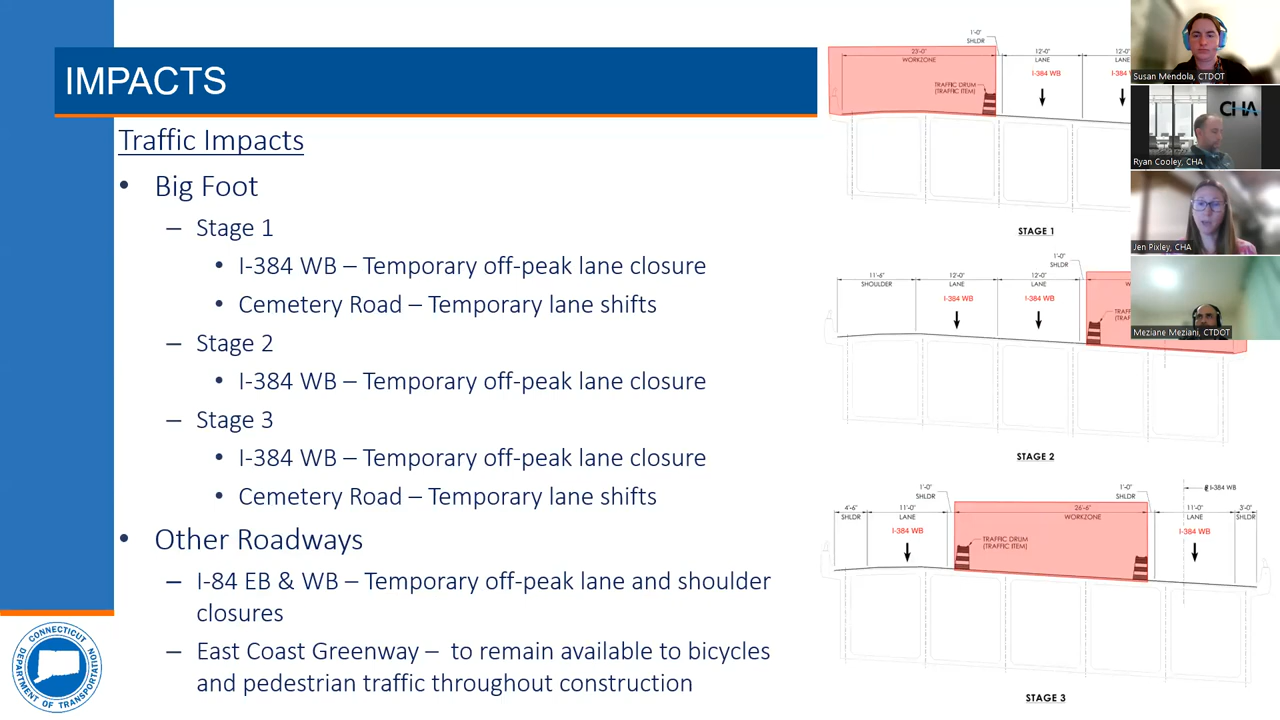 IMPACTS
Traffic Impacts
• Big Foot
– Stage 1
• I-384 WB – Temporary off-peak lane closure
• Cemetery Road – Temporary lane shifts
– Stage 2
• I-384 WB – Temporary off-peak lane closure
– Stage 3
• I-384 WB – Temporary off-peak lane closure
• Cemetery Road – Temporary lane shifts
• Other Roadways
– I-84 EB & WB – Temporary off-peak lane and shoulder
closures
– East Coast Greenway – to remain available to bicycles
and pedestrian traffic throughout construction
CONNECTICUT
DEPARTMENT OF TRANSPORTATION
1'-0"
SHLDR
23'-0"
WORKZONE
12'-0"
LANE
12'-0"
LANE
I-384 WB
I-384 WB
TRAFFIC DRUM
(TRAFFIC ITEM)
STAGE 1
1'-0"
SHLDR
11'-6"
SHOULDER
12'-0"
LANE
12'-0"
LANE
I-384 WB
I-384 WB
STAGE 2
1'-0"
SHLDR
1'-0"
SHLDR
I-384 WB
4'-6"
SHLDR
11'-0"
LANE
26'-6"
WORKZONE
11'-0"
LANE
3'-0"
SHLDR
I-384 WB
I-384 WB
TRAFFIC DRUM
(TRAFFIC ITEM)
STAGE 3
Susan Mendola, CTDOT
CHA
Ryan Cooley, CHA
Jen Pixley, CHA
Meziane Meziani, CTDOT